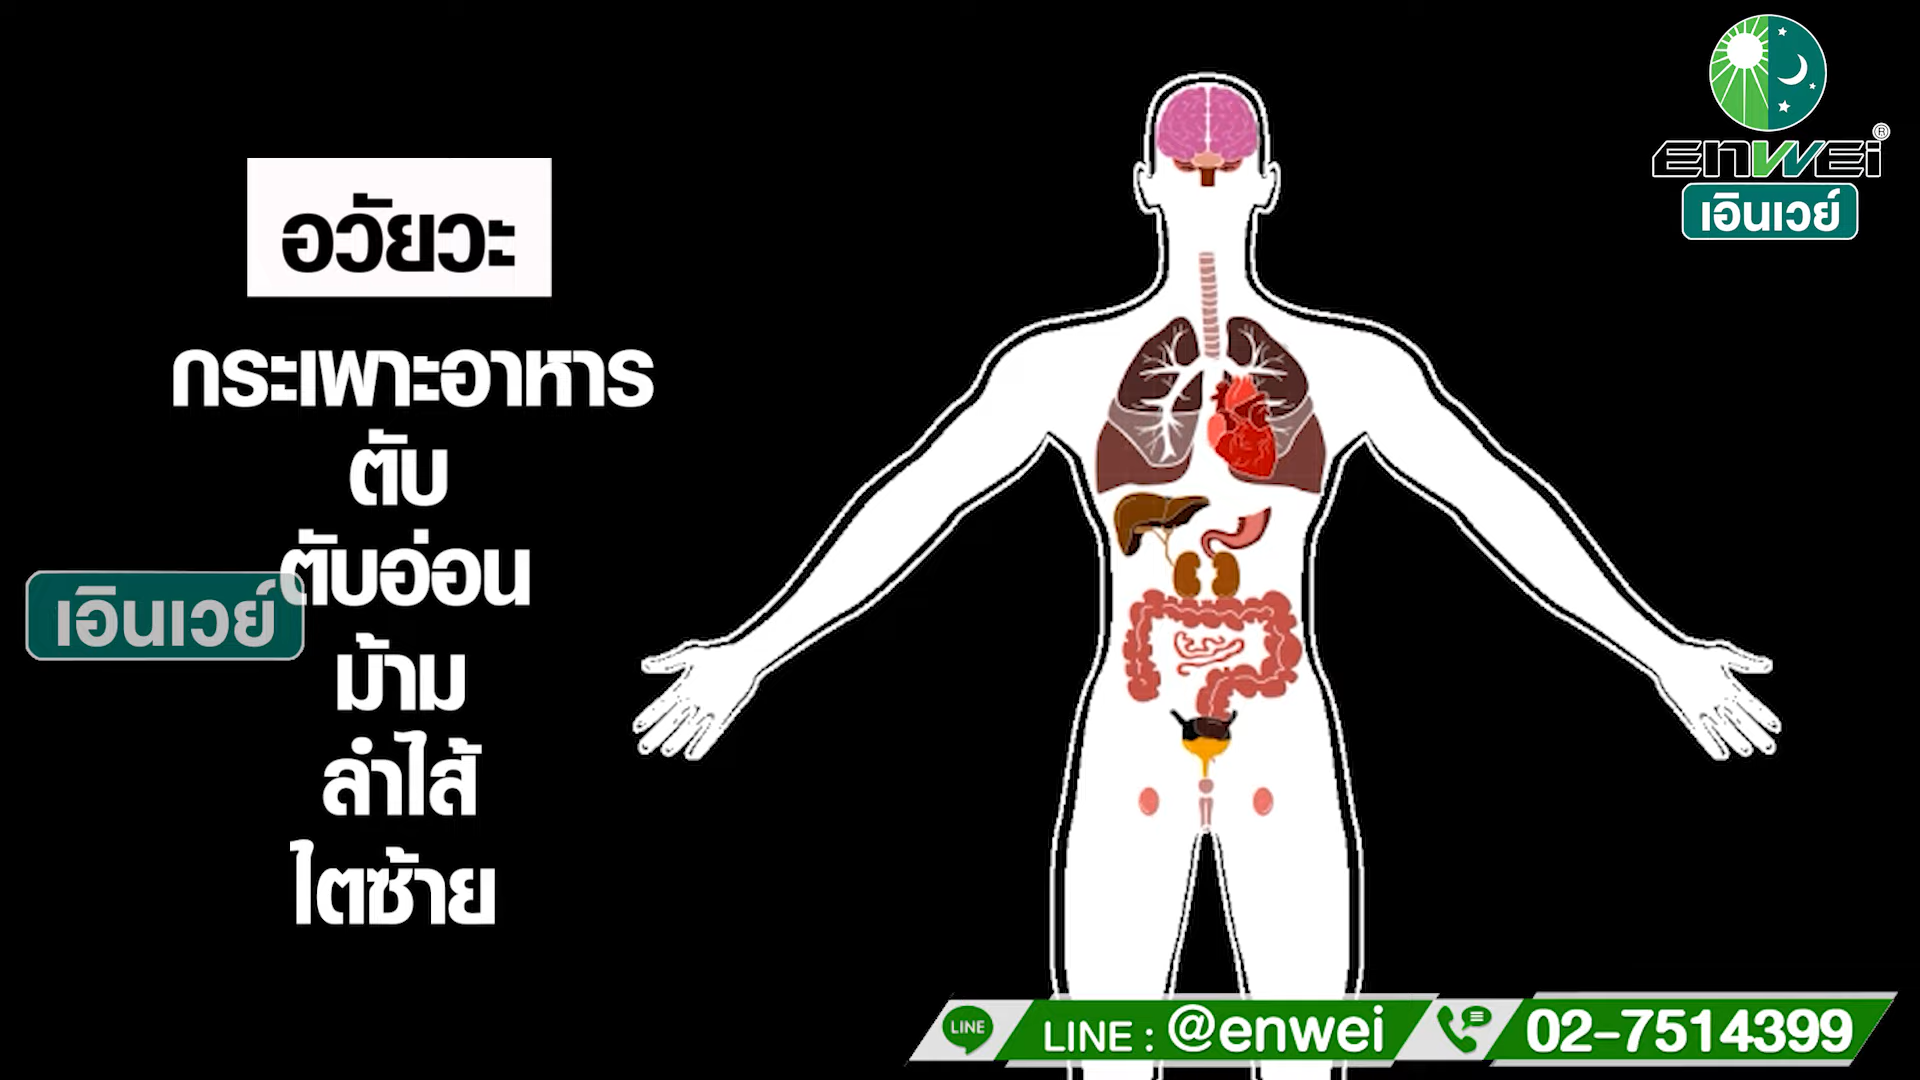 อวัยวะ
กระเพาะอาหาร
ตับ
ตับอ่อน
ม้าม
ลำไส้
ไตซ้าย
เอินเวย์
enwei®
เอินเวย์
LINE
LINE : @enwei
02-7514399